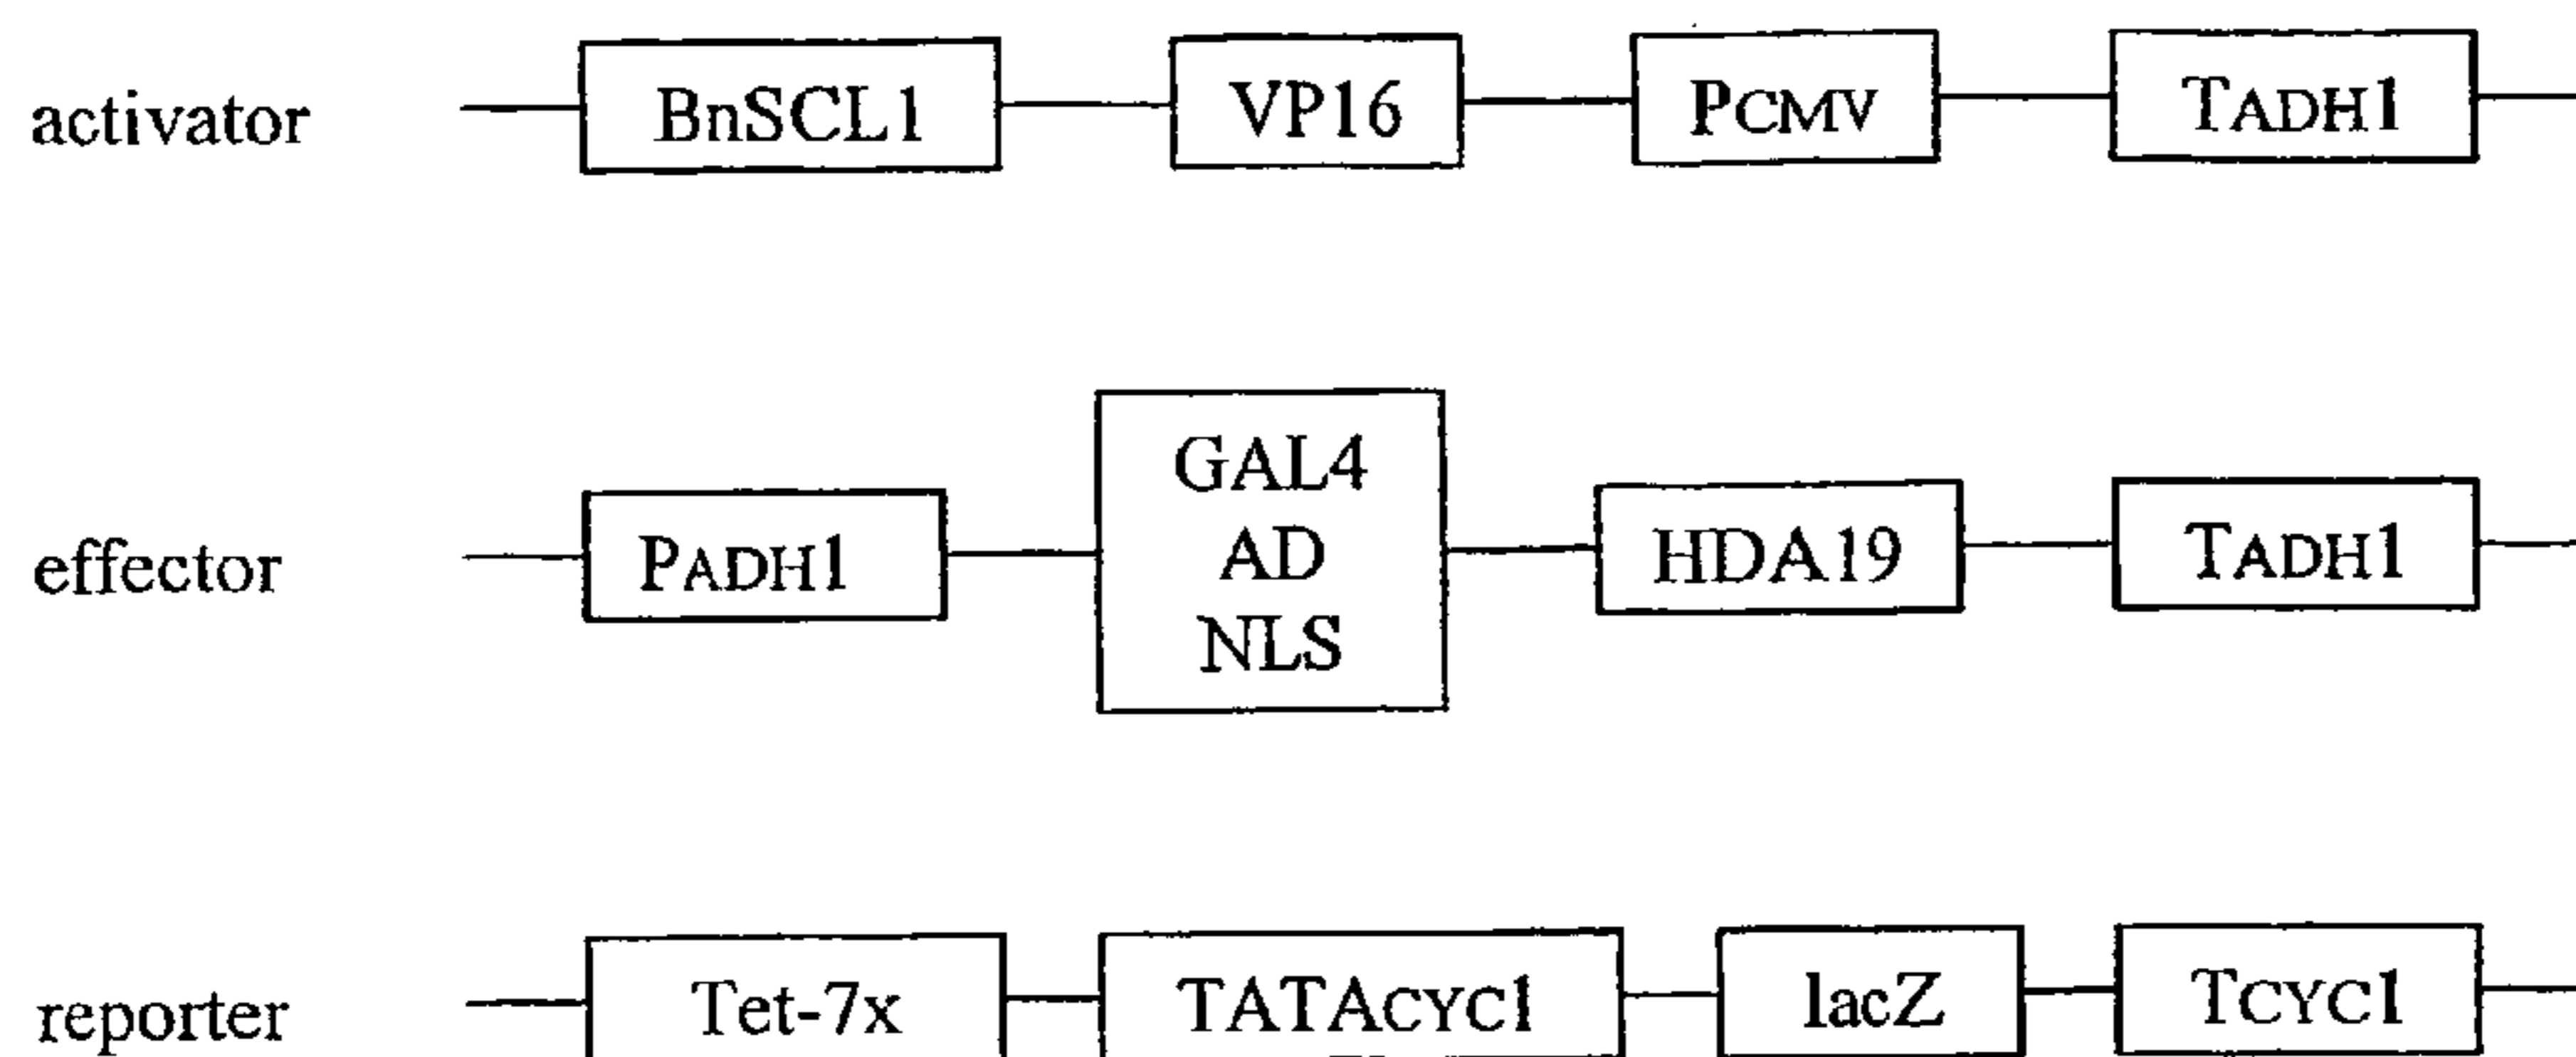 activator BnSCL1 VP16 PCMV TADH1
GAL4
effector PADH1 AD HDA19 TADH1
NLS
reporter Tet-7x TATACYC1 lacZ TCYC1